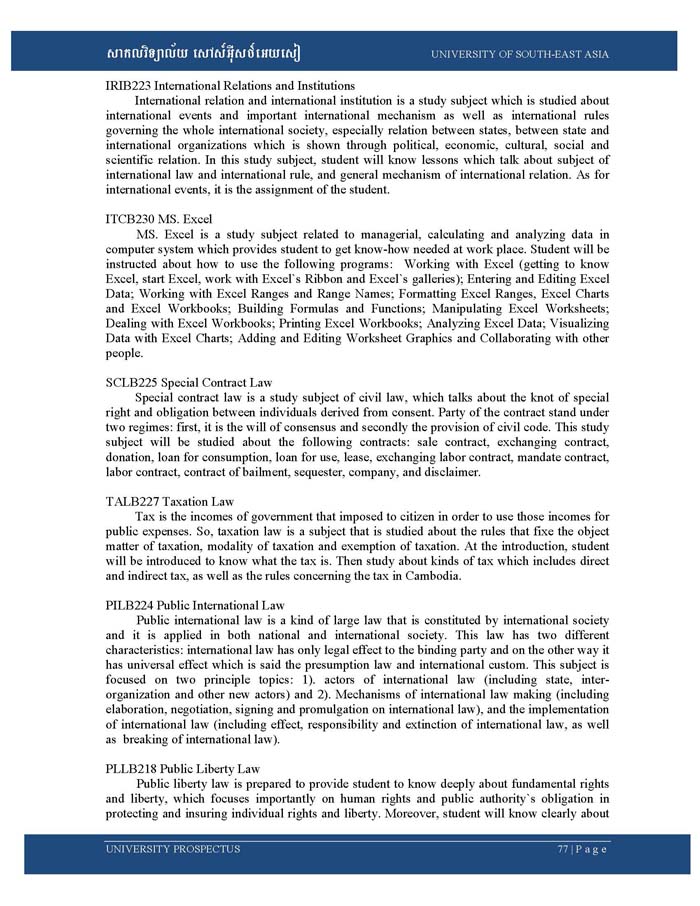 សាកលវិទ្យាល័យ សៅស៍អ៊ីសថ៍អេយសៀ UNIVERSITY OF SOUTH-EAST ASIA
IRIB223 International Relations and Institutions
International relation and international institution is a study subject which is studied about
international events and important international mechanism as well as international rules
governing the whole international society, especially relation between states, between state and
international organizations which is shown through political, economic, cultural, social and
scientific relation. In this study subject, student will know lessons which talk about subject of
international law and international rule, and general mechanism of international relation. As for
international events, it is the assignment of the student.
ITCB230 MS. Excel
MS. Excel is a study subject related to managerial, calculating and analyzing data in
computer system which provides student to get know-how needed at work place. Student will be
instructed about how to use the following programs: Working with Excel (getting to know
Excel, start Excel, work with Excel`s Ribbon and Excel`s galleries); Entering and Editing Excel
Data; Working with Excel Ranges and Range Names; Formatting Excel Ranges, Excel Charts
and Excel Workbooks; Building Formulas and Functions; Manipulating Excel Worksheets;
Dealing with Excel Workbooks; Printing Excel Workbooks; Analyzing Excel Data; Visualizing
Data with Excel Charts; Adding and Editing Worksheet Graphics and Collaborating with other
people.
SCLB225 Special Contract Law
Special contract law is a study subject of civil law, which talks about the knot of special
right and obligation between individuals derived from consent. Party of the contract stand under
two regimes: first, it is the will of consensus and secondly the provision of civil code. This study
subject will be studied about the following contracts: sale contract, exchanging contract,
donation, loan for consumption, loan for use, lease, exchanging labor contract, mandate contract,
labor contract, contract of bailment, sequester, company, and disclaimer.
TALB227 Taxation Law
Tax is the incomes of government that imposed to citizen in order to use those incomes for
public expenses. So, taxation law is a subject that is studied about the rules that fixe the object
matter of taxation, modality of taxation and exemption of taxation. At the introduction, student
will be introduced to know what the tax is. Then study about kinds of tax which includes direct
and indirect tax, as well as the rules concerning the tax in Cambodia.
PILB224 Public International Law
Public international law is a kind of large law that is constituted by international society
and it is applied in both national and international society. This law has two different
characteristics: international law has only legal effect to the binding party and on the other way it
has universal effect which is said the presumption law and international custom. This subject is
focused on two principle topics: 1). actors of international law (including state, inter-
organization and other new actors) and 2). Mechanisms of international law making (including
elaboration, negotiation, signing and promulgation on international law), and the implementation
of international law (including effect, responsibility and extinction of international law, as well
as breaking of international law).
PLLB218 Public Liberty Law
Public liberty law is prepared to provide student to know deeply about fundamental rights
and liberty, which focuses importantly on human rights and public authority`s obligation in
protecting and insuring individual rights and liberty. Moreover, student will know clearly about
UNIVERSITY PROSPECTUS 77 | P a g e